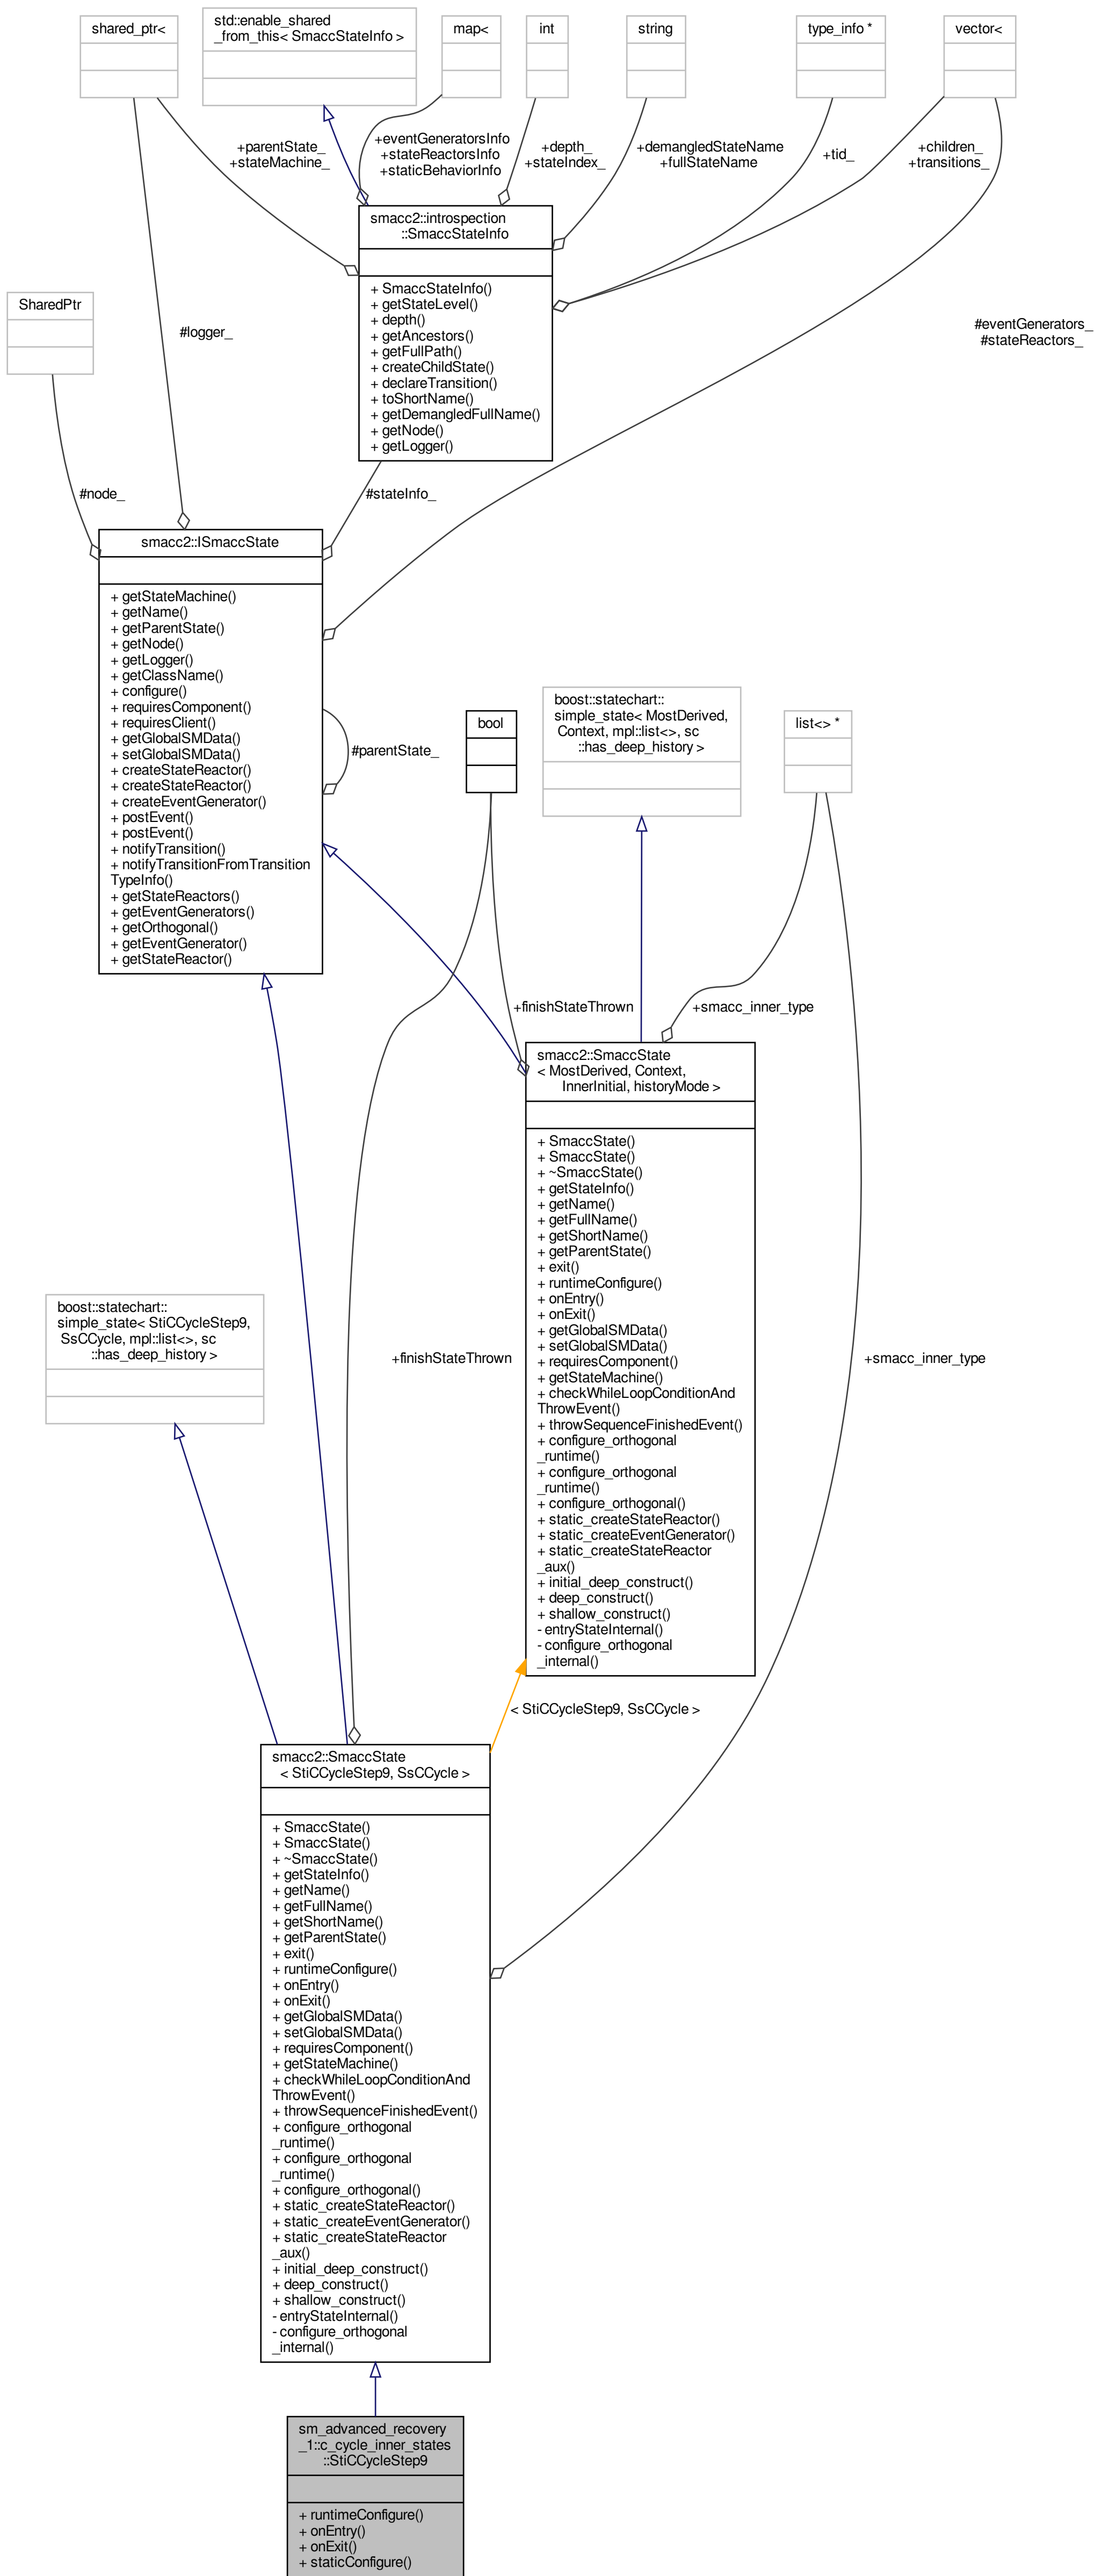 shared_ptr<
std::enable_shared
_from_this< SmaccStateInfo >
map<
int
string
type_info *
vector<
+parentState_
+stateMachine_
+eventGeneratorsInfo
+stateReactorsInfo
+staticBehaviorInfo
+depth_
+stateIndex_
+demangledStateName
+fullStateName
+tid_
+children_
+transitions_
smacc2::introspection
::SmaccStateInfo
+ SmaccStateInfo()
+ getStateLevel()
+ depth()
+ getAncestors()
+ getFullPath()
+ createChildState()
+ declareTransition()
+ toShortName()
+ getDemangledFullName()
+ getNode()
+ getLogger()
SharedPtr
#logger_
#eventGenerators_
#stateReactors_
#node_
#stateInfo_
smacc2::ISmaccState
+ getStateMachine()
+ getName()
+ getParentState()
+ getNode()
+ getLogger()
+ getClassName()
+ configure()
+ requiresComponent()
+ requiresClient()
+ getGlobalSMData()
+ setGlobalSMData()
+ createStateReactor()
+ createStateReactor()
+ createEventGenerator()
+ postEvent()
+ postEvent()
+ notifyTransition()
+ notifyTransitionFromTransition
TypeInfo()
+ getStateReactors()
+ getEventGenerators()
+ getOrthogonal()
+ getEventGenerator()
+ getStateReactor()
#parentState_
bool
boost::statechart::
simple_state< MostDerived,
Context, mpl::list<>, sc
::has_deep_history >
list<> *
+finishStateThrown
+smacc_inner_type
smacc2::SmaccState
< MostDerived, Context,
InnerInitial, historyMode >
+ SmaccState()
+ SmaccState()
+ ~SmaccState()
+ getStateInfo()
+ getName()
+ getFullName()
+ getShortName()
+ getParentState()
+ exit()
+ runtimeConfigure()
+ onEntry()
+ onExit()
+ getGlobalSMData()
+ setGlobalSMData()
+ requiresComponent()
+ getStateMachine()
+ checkWhileLoopConditionAnd
ThrowEvent()
+ throwSequenceFinishedEvent()
+ configure_orthogonal
_runtime()
+ configure_orthogonal
_runtime()
+ configure_orthogonal()
+ static_createStateReactor()
+ static_createEventGenerator()
+ static_createStateReactor
_aux()
+ initial_deep_construct()
+ deep_construct()
+ shallow_construct()
- entryStateInternal()
- configure_orthogonal
_internal()
boost::statechart::
simple_state< StiCCycleStep9,
SsCCycle, mpl::list<>, sc
::has_deep_history >
+finishStateThrown
+smacc_inner_type
< StiCCycleStep9, SsCCycle >
smacc2::SmaccState
< StiCCycleStep9, SsCCycle >
+ SmaccState()
+ SmaccState()
+ ~SmaccState()
+ getStateInfo()
+ getName()
+ getFullName()
+ getShortName()
+ getParentState()
+ exit()
+ runtimeConfigure()
+ onEntry()
+ onExit()
+ getGlobalSMData()
+ setGlobalSMData()
+ requiresComponent()
+ getStateMachine()
+ checkWhileLoopConditionAnd
ThrowEvent()
+ throwSequenceFinishedEvent()
+ configure_orthogonal
_runtime()
+ configure_orthogonal
_runtime()
+ configure_orthogonal()
+ static_createStateReactor()
+ static_createEventGenerator()
+ static_createStateReactor
_aux()
+ initial_deep_construct()
+ deep_construct()
+ shallow_construct()
- entryStateInternal()
- configure_orthogonal
_internal()
sm_advanced_recovery
_1::c_cycle_inner_states
::StiCCycleStep9
+ runtimeConfigure()
+ onEntry()
+ onExit()
+ staticConfigure()